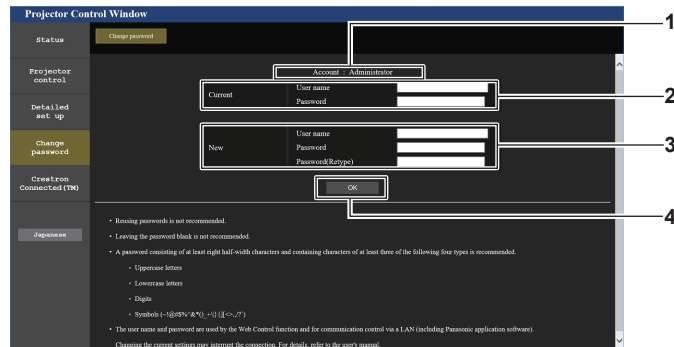 Projector Control Window
Status
Change password
1
Account : Administrator
Projector
control
Current
User name
Password
2
Detailed
set up
New
User name
Password
Password(Retype)
3
Change
password
Crestron
Connected(TM)
OK
4
Japanese
• Reusing passwords is not recommended.
• Leaving the password blank is not recommended.
• A password consisting of at least eight half-width characters and containing characters of at least three of the following four types is recommended.
◦ Uppercase letters
◦ Lowercase letters
◦ Digits
◦ Symbols
• The user name and password are used by the Web Control function and for communication control via a LAN (including Panasonic application software).
Changing the current settings may interrupt the connection. For details, refer to the user's manual.